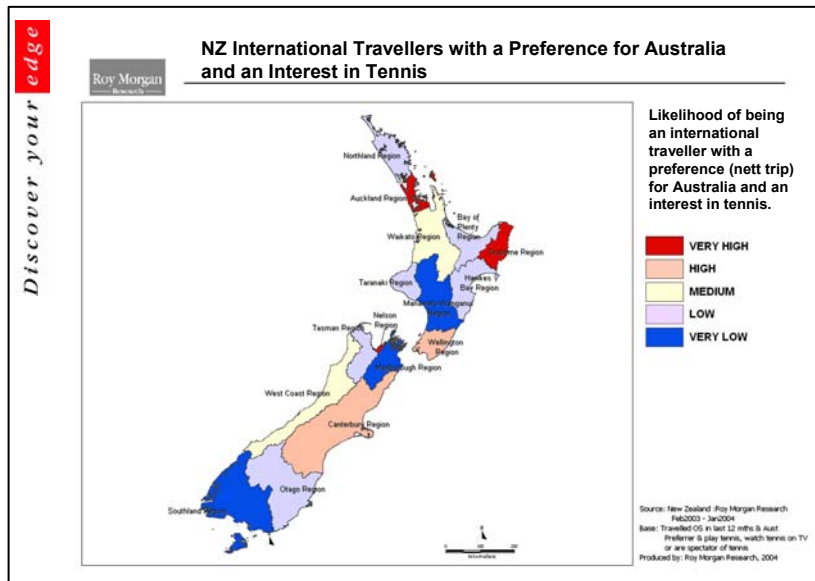 Discover your edge
Roy Morgan
Research
NZ International Travellers with a Preference for Australia
and an Interest in Tennis
Likelihood of being
an international
traveller with a
preference (nett trip)
for Australia and an
interest in tennis.
VERY HIGH
HIGH
MEDIUM
LOW
VERY LOW
Northland Region
Auckland Region
Bay of
Plenty
Region
Waikato Region
Region
Taranaki Region
Hawkes
Bay Region
Region
Nelson
Region
Tasman Region
Wellington
Region
Region
West Coast Region
Canterbury Region
Otago Region
Southland
Source: New Zealand :Roy Morgan Research
Feb2003 - Jan2004
Base: Travelled OS in last 12 mths & Aust
Preferrer & play tennis, watch tennis on TV
or are spectator of tennis
Produced by: Roy Morgan Research, 2004